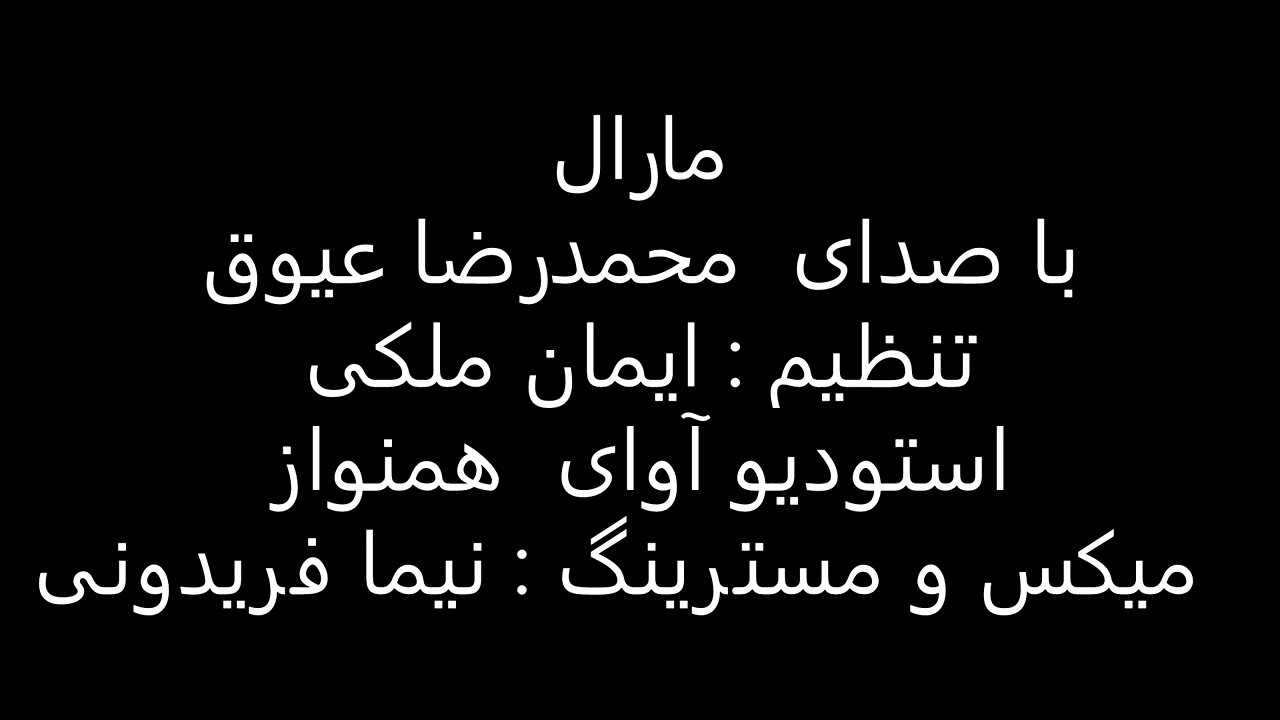 مارال
با صدای  محمدرضا عیوق
تنظیم : ایمان ملکی
استودیو آوای  همنواز
میکس و مسترینگ : نیما فریدونی